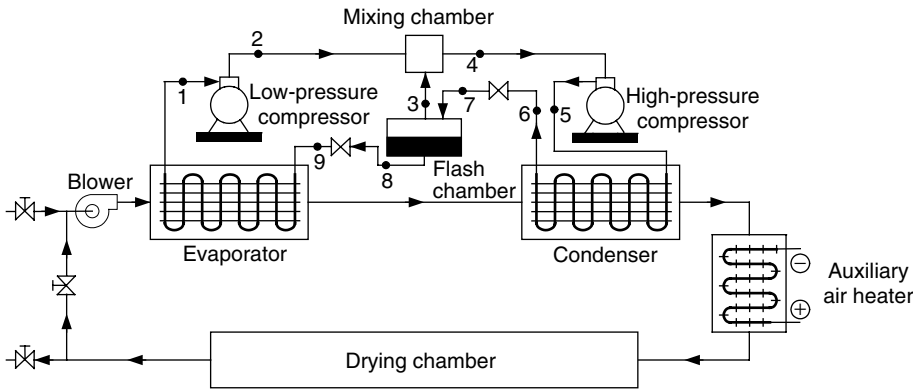 Mixing chamber
2
4
1
Low-pressure
compressor
3
7
6
5
High-pressure
compressor
9
8
Flash
chamber
Blower
Evaporator
Condenser
−
+
Auxiliary
air heater
Drying chamber